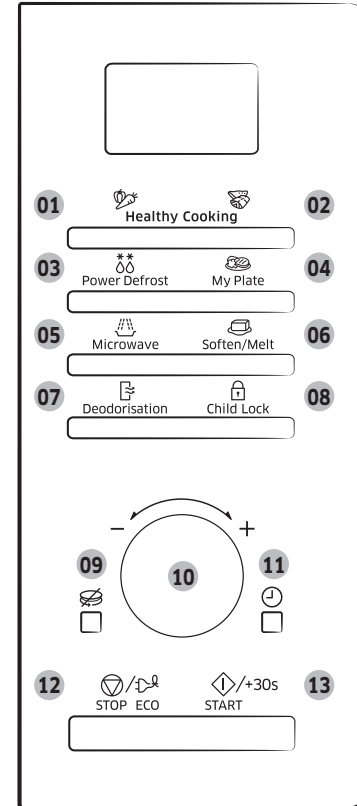 01 02
Healthy Cooking
03 04
Power Defrost My Plate
05 06
Microwave Soften/Melt
07 08
Deodorisation Child Lock
− +
09 10 11
12 / /+30s 13
STOP ECO START